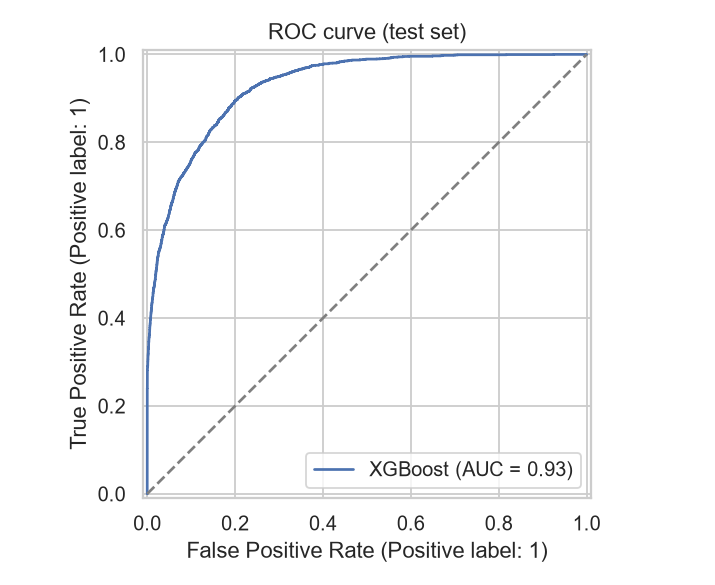 ROC curve (test set)
True Positive Rate (Positive label: 1)
1.0
0.8
0.6
0.4
0.2
0.0
XGBoost (AUC = 0.93)
0.0 0.2 0.4 0.6 0.8 1.0
False Positive Rate (Positive label: 1)